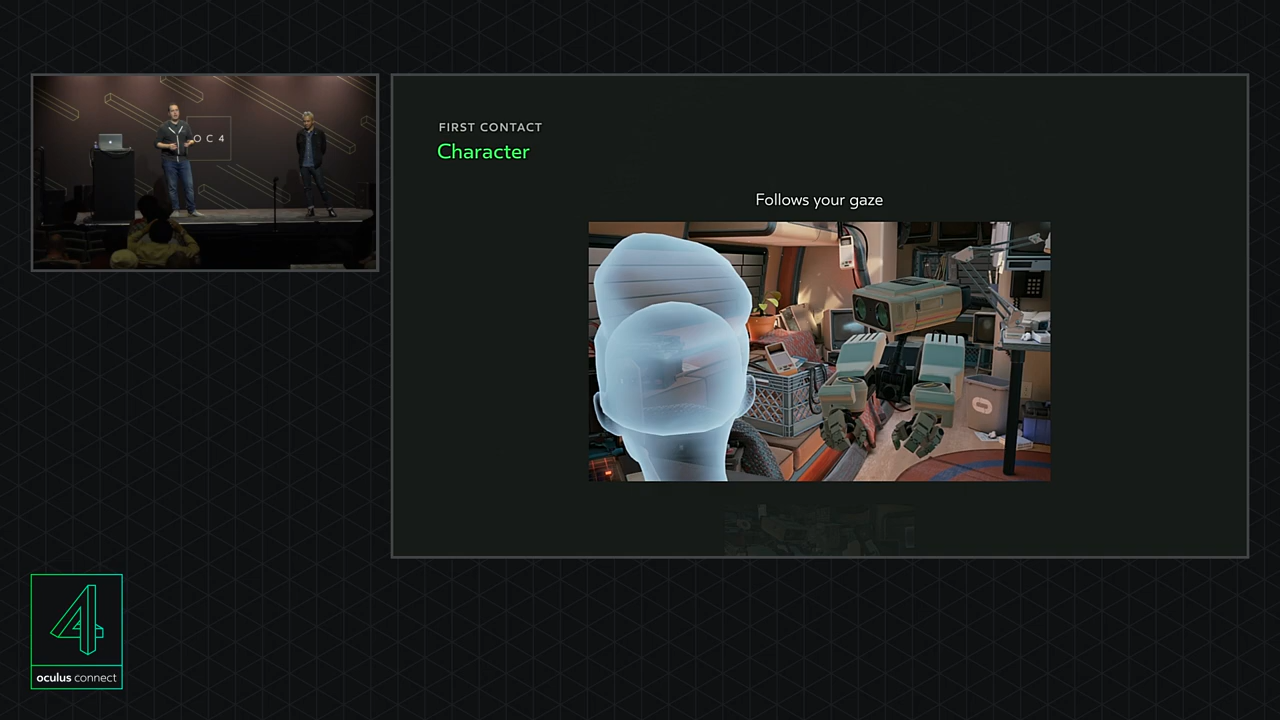 OC4
FIRST CONTACT
Character
Follows your gaze
4
oculus connect